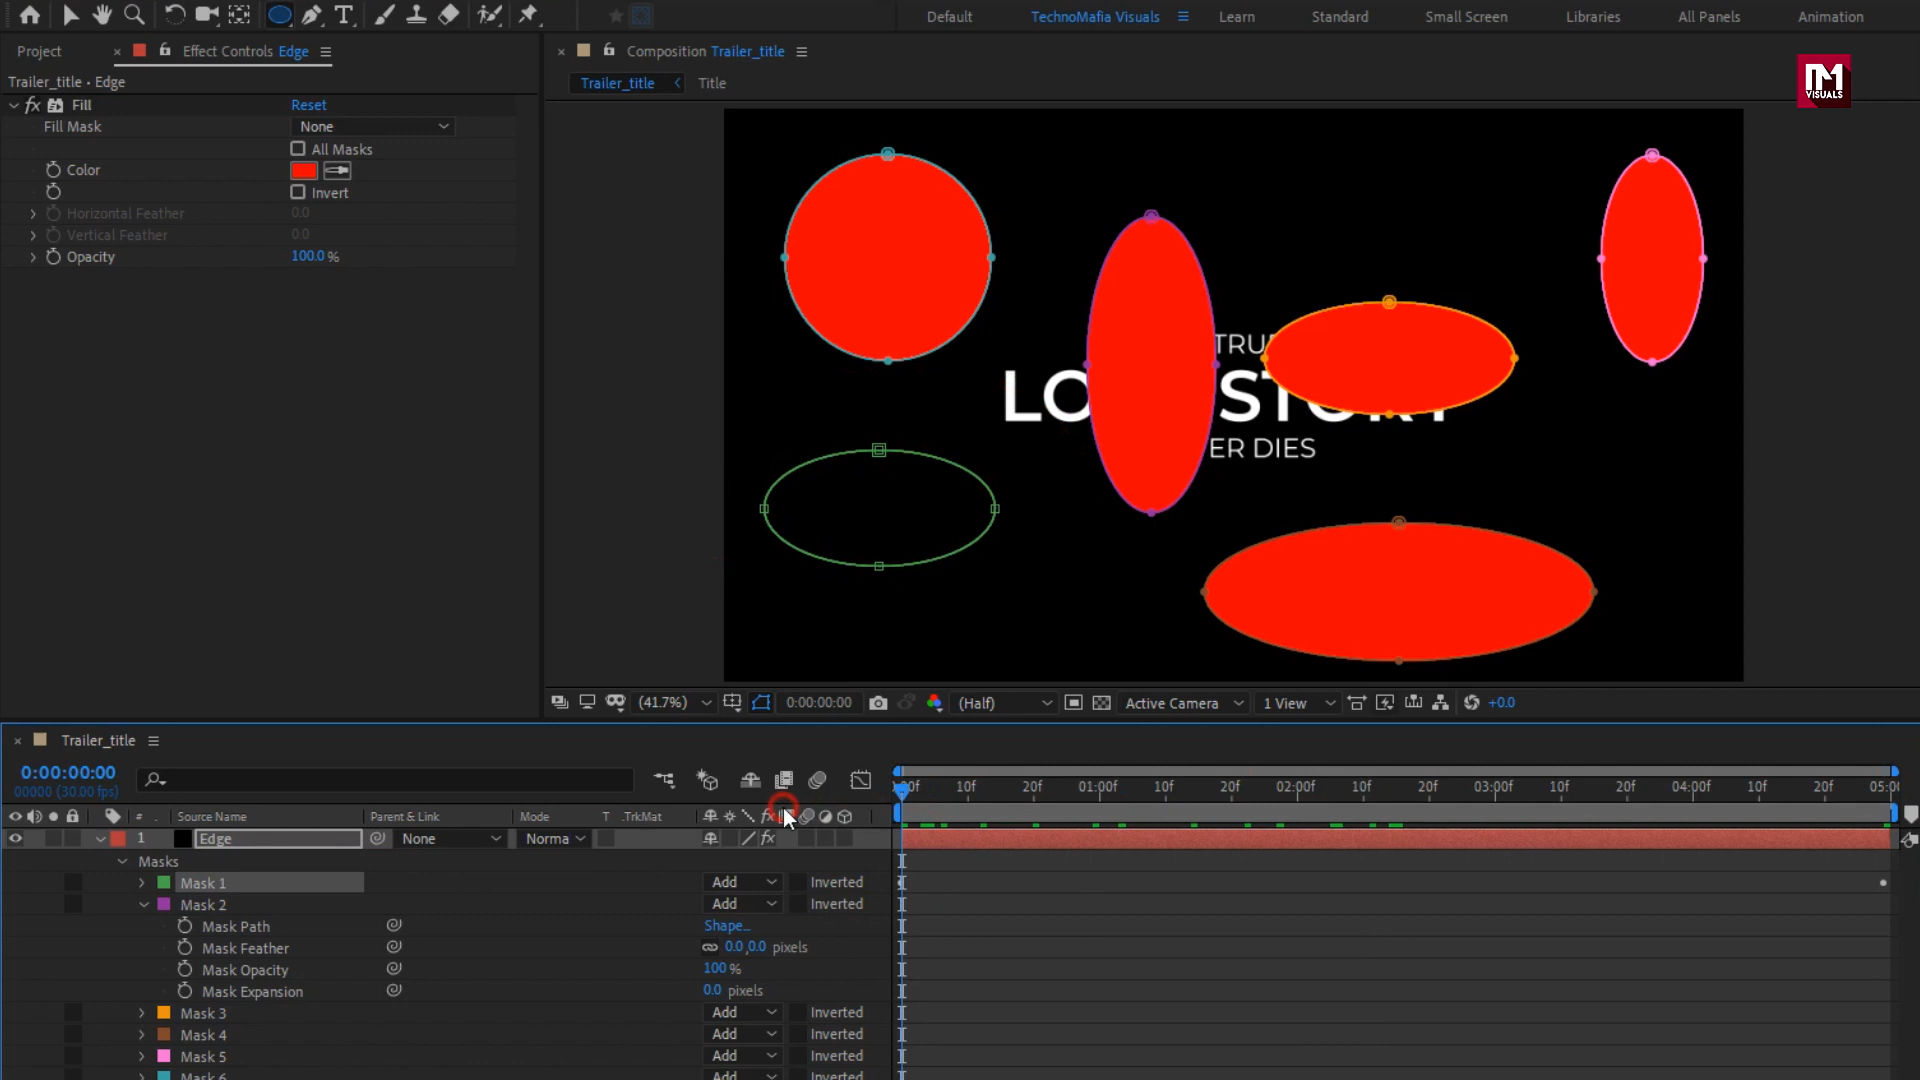 Default
TechnoMafia Visuals
Learn
Standard
Small Screen
Libraries
All Panels
Animation
Project
Effect Controls Edge
Composition Trailer_title
Trailer_title · Edge
Trailer_title
Title
VISUALS
fx Fill
Reset
Fill Mask
None
All Masks
Color
Invert
Horizontal Feather
0.0
Vertical Feather
0.0
Opacity
100.0 %
ER DIES
(41.7%)
0:00:00:00
(Half)
Active Camera
1 View
+0.0
Trailer_title
0:00:00:00
00000 (30.00 fps)
10f
20f
01:00f
10f
20f
02:00f
10f
20f
03:00f
10f
20f
04:00f
10f
20f
05:00
#
Source Name
Parent & Link
Mode
T
.TrkMat
1
Edge
None
Norma
fx
Masks
Mask 1
Add
Inverted
Mask 2
Add
Inverted
Mask Path
Shape...
Mask Feather
0.0,0.0 pixels
Mask Opacity
100 %
Mask Expansion
0.0 pixels
Mask 3
Add
Inverted
Mask 4
Add
Inverted
Mask 5
Add
Inverted
Mask 6
Add
Inverted